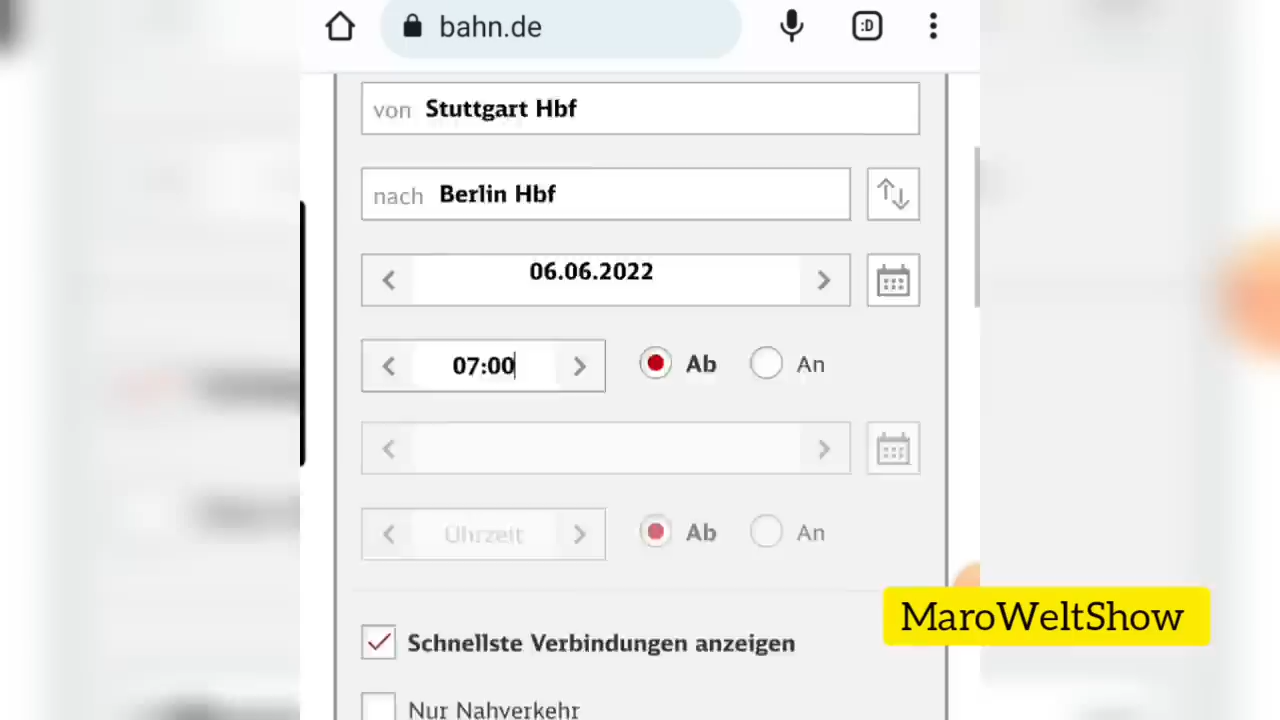 bahn.de
:D
von Stuttgart Hbf
nach Berlin Hbf
06.06.2022
07:00 Ab An
Uhrzeit Ab An
MaroWeltShow
Schnellste Verbindungen anzeigen
Nur Nahverkehr